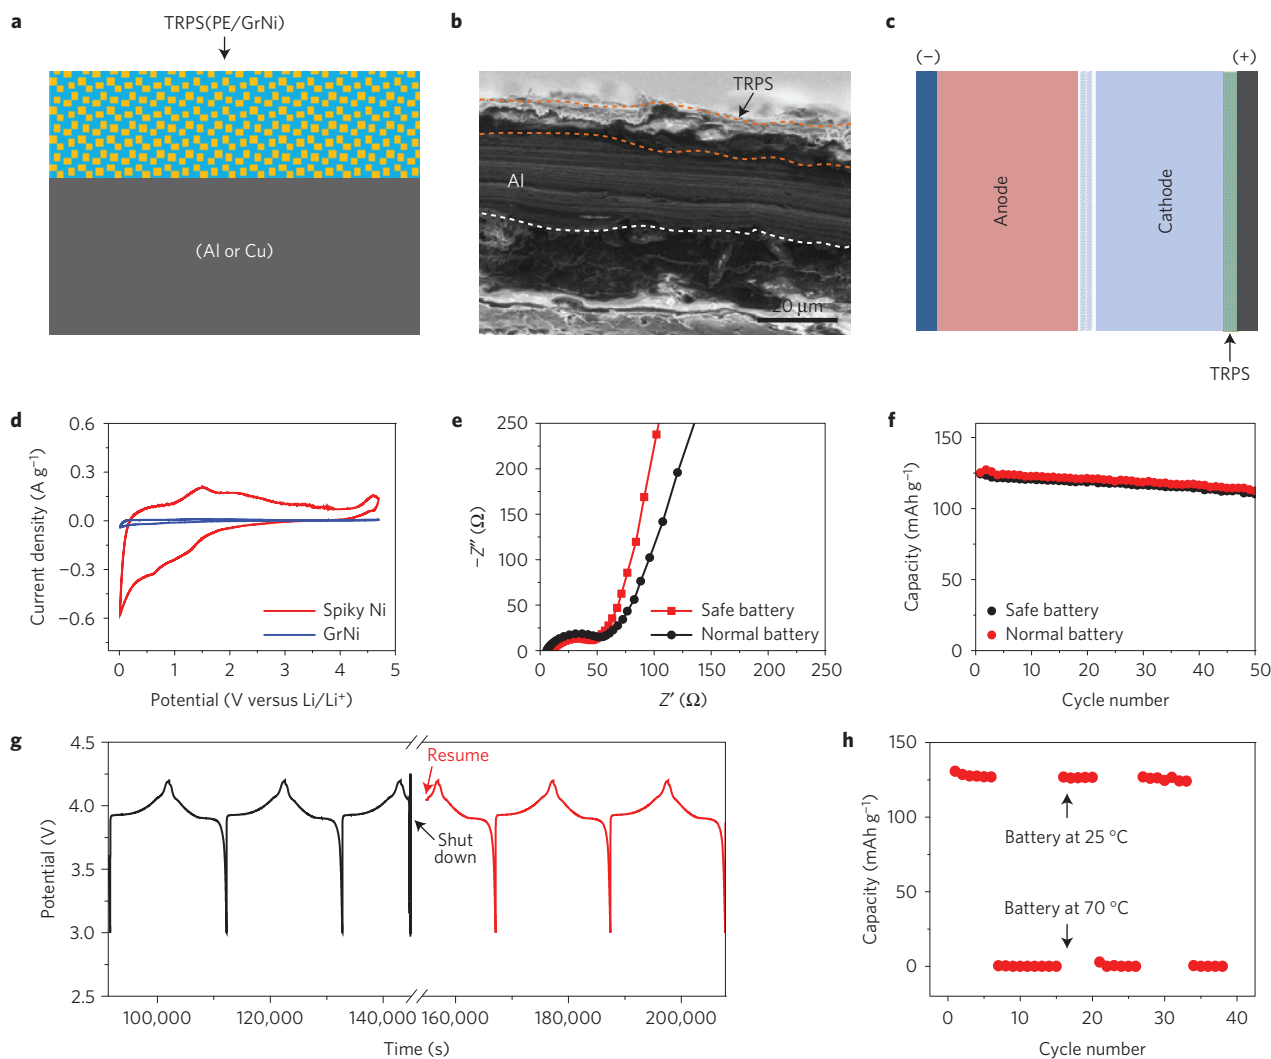 a
TRPS(PE/GrNi)
(Al or Cu)
b
TRPS
Al
20 μm
c
(−)
(+)
Anode
Cathode
TRPS
d
0.6
0.3
0.0
−0.3
−0.6
Current density (A g⁻¹)
Spiky Ni
GrNi
0
1
2
3
4
5
Potential (V versus Li/Li⁺)
e
250
200
150
100
50
0
−Z″ (Ω)
Safe battery
Normal battery
0
50
100
150
200
250
Z′ (Ω)
f
150
100
50
0
Capacity (mAh g⁻¹)
Safe battery
Normal battery
0
10
20
30
40
50
Cycle number
g
4.5
4.0
3.5
3.0
2.5
Potential (V)
Resume
Shut
down
100,000
120,000
140,000
160,000
180,000
200,000
Time (s)
h
150
100
50
0
Capacity (mAh g⁻¹)
Battery at 25 °C
Battery at 70 °C
0
10
20
30
40
Cycle number